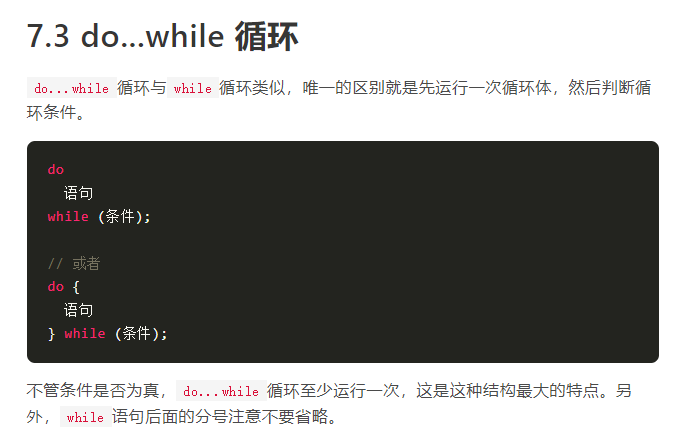 7.3 do...while 循环
do...while 循环与 while 循环类似，唯一的区别就是先运行一次循环体，然后判断循
环条件。
do
  语句
while (条件);
// 或者
do {
  语句
} while (条件);
不管条件是否为真， do...while 循环至少运行一次，这是这种结构最大的特点。另
外， while 语句后面的分号注意不要省略。